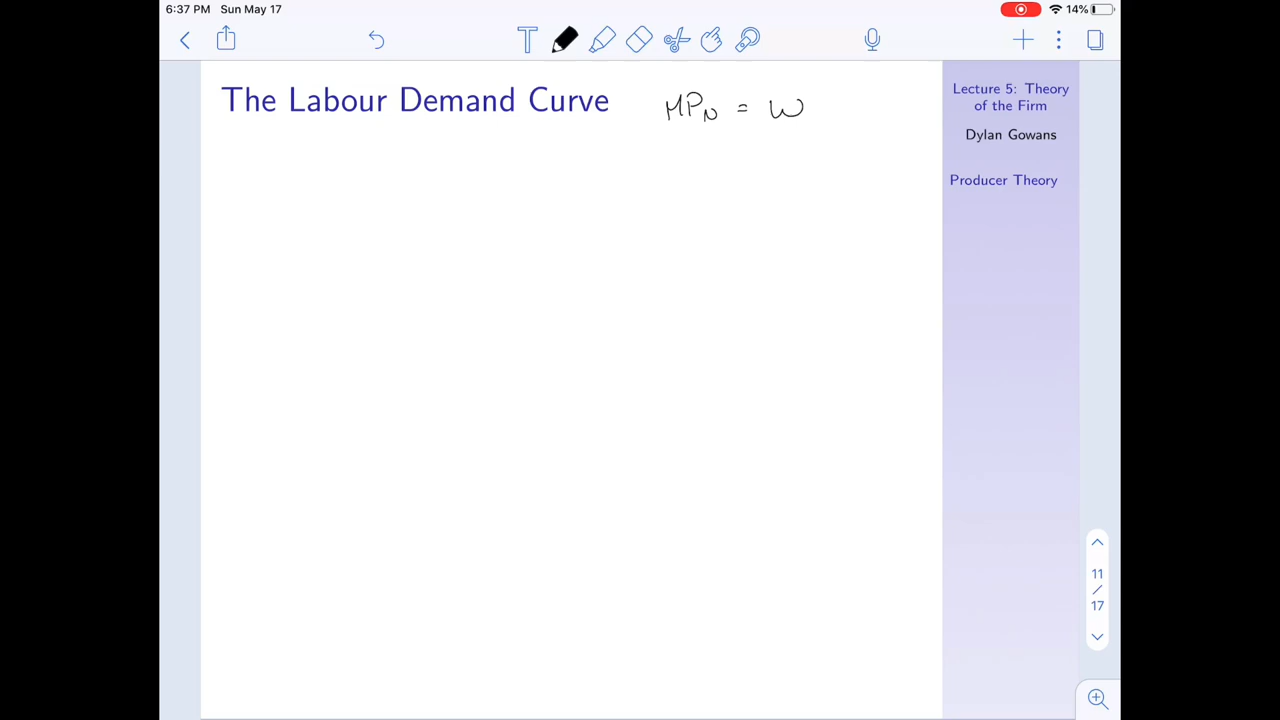 6:37 PM Sun May 17
14%
The Labour Demand Curve MP_N = w
Lecture 5: Theory
of the Firm
Dylan Gowans
Producer Theory
11
/
17